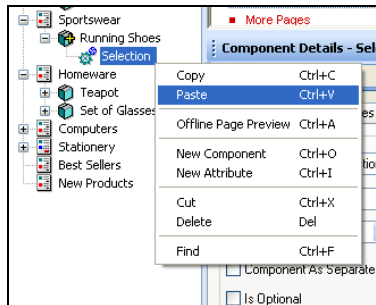 Sportswear
Running Shoes
Selection
Homeware
Teapot
Set of Glasses
Computers
Stationery
Best Sellers
New Products
More Pages
Component Details - Sel
Copy Ctrl+C
Paste Ctrl+V
Offline Page Preview Ctrl+A
New Component Ctrl+O
New Attribute Ctrl+I
Cut Ctrl+X
Delete Del
Find Ctrl+F
es
tio
Component As Separate
Is Optional